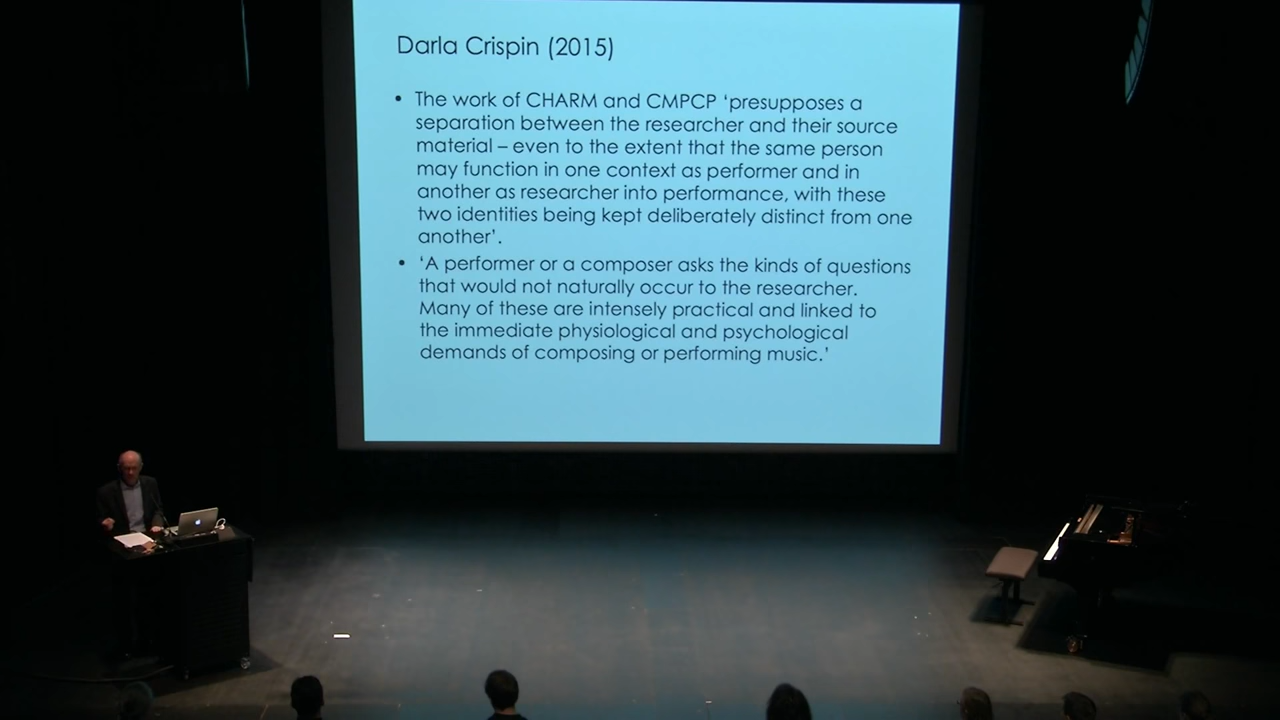 Darla Crispin (2015)
• The work of CHARM and CMPCP ‘presupposes a
separation between the researcher and their source
material – even to the extent that the same person
may function in one context as performer and in
another as researcher into performance, with these
two identities being kept deliberately distinct from one
another’.
• ‘A performer or a composer asks the kinds of questions
that would not naturally occur to the researcher.
Many of these are intensely practical and linked to
the immediate physiological and psychological
demands of composing or performing music.’